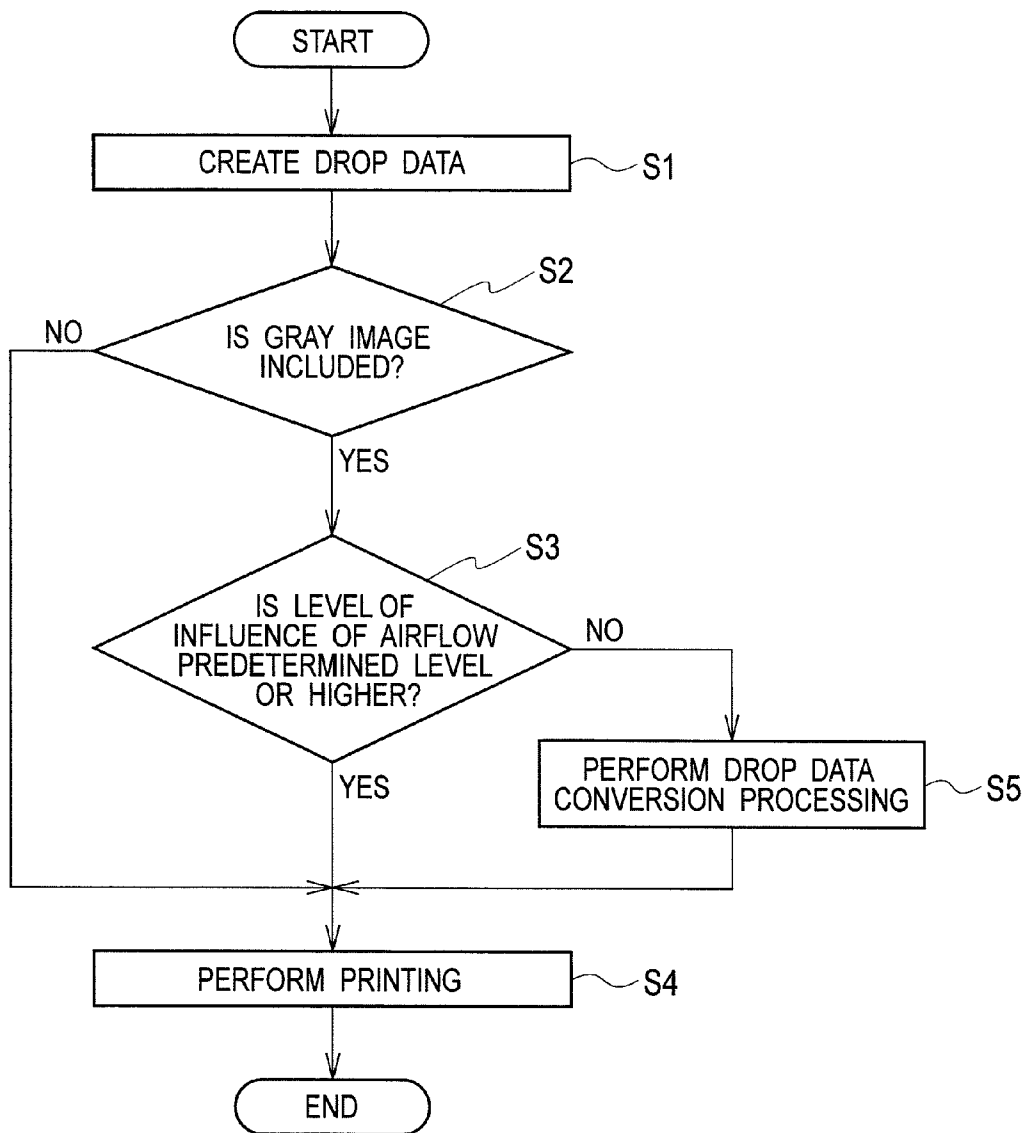 START
CREATE DROP DATA
S1
S2
NO
IS GRAY IMAGE
INCLUDED?
YES
S3
IS LEVEL OF
INFLUENCE OF AIRFLOW
PREDETERMINED LEVEL
OR HIGHER?
NO
YES
PERFORM DROP DATA
CONVERSION PROCESSING
S5
PERFORM PRINTING
S4
END